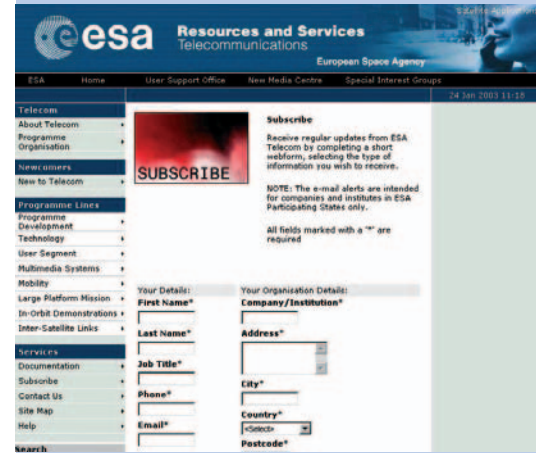 Satellite Application
esa
Resources and Services
Telecommunications
European Space Agency
ESA Home User Support Office New Media Centre Special Interest Groups
24 Jan 2003 11:18
Telecom
About Telecom
Programme
Organisation
Newcomers
New to Telecom
Programme Lines
Programme
Development
Technology
User Segment
Multimedia Systems
Mobility
Large Platform Mission
In-Orbit Demonstrations
Inter-Satellite Links
Services
Documentation
Subscribe
Contact Us
Site Map
Help
Search
SUBSCRIBE
Subscribe
Receive regular updates from ESA
Telecom by completing a short
webform, selecting the type of
information you wish to receive.
NOTE: The e-mail alerts are intended
for companies and institutes in ESA
Participating States only.
All fields marked with a "*" are
required
Your Details:
First Name*
Last Name*
Job Title*
Phone*
Email*
Your Organisation Details:
Company/Institution*
Address*
City*
Country*
<Select>
Postcode*